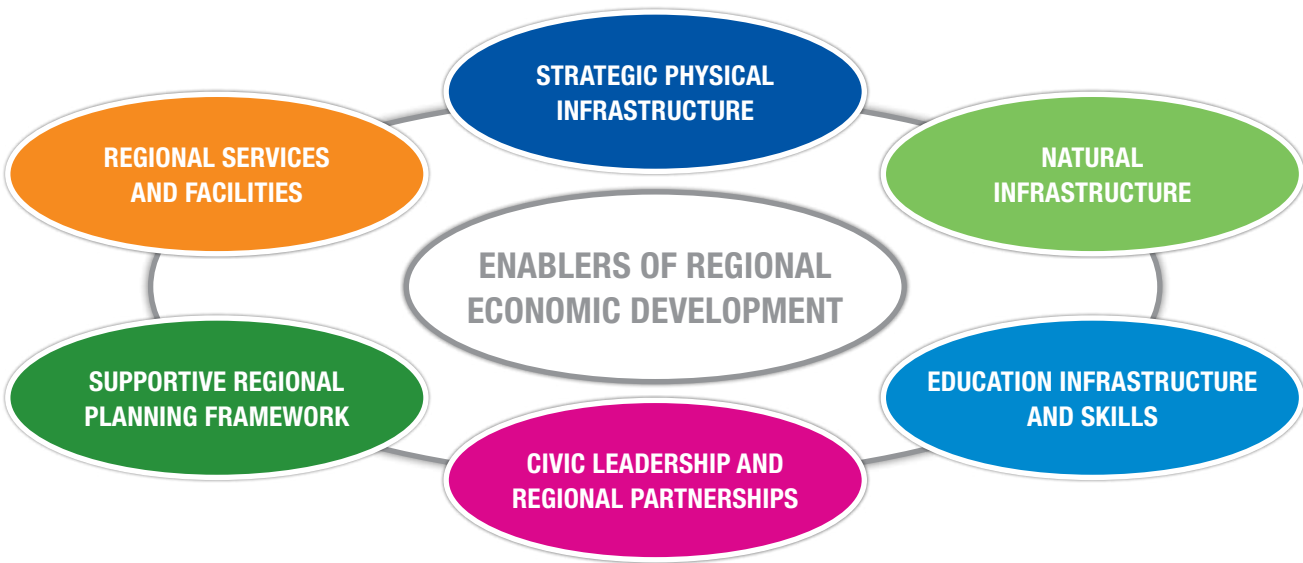 STRATEGIC PHYSICAL
INFRASTRUCTURE
REGIONAL SERVICES
AND FACILITIES
NATURAL
INFRASTRUCTURE
ENABLERS OF REGIONAL
ECONOMIC DEVELOPMENT
SUPPORTIVE REGIONAL
PLANNING FRAMEWORK
EDUCATION INFRASTRUCTURE
AND SKILLS
CIVIC LEADERSHIP AND
REGIONAL PARTNERSHIPS